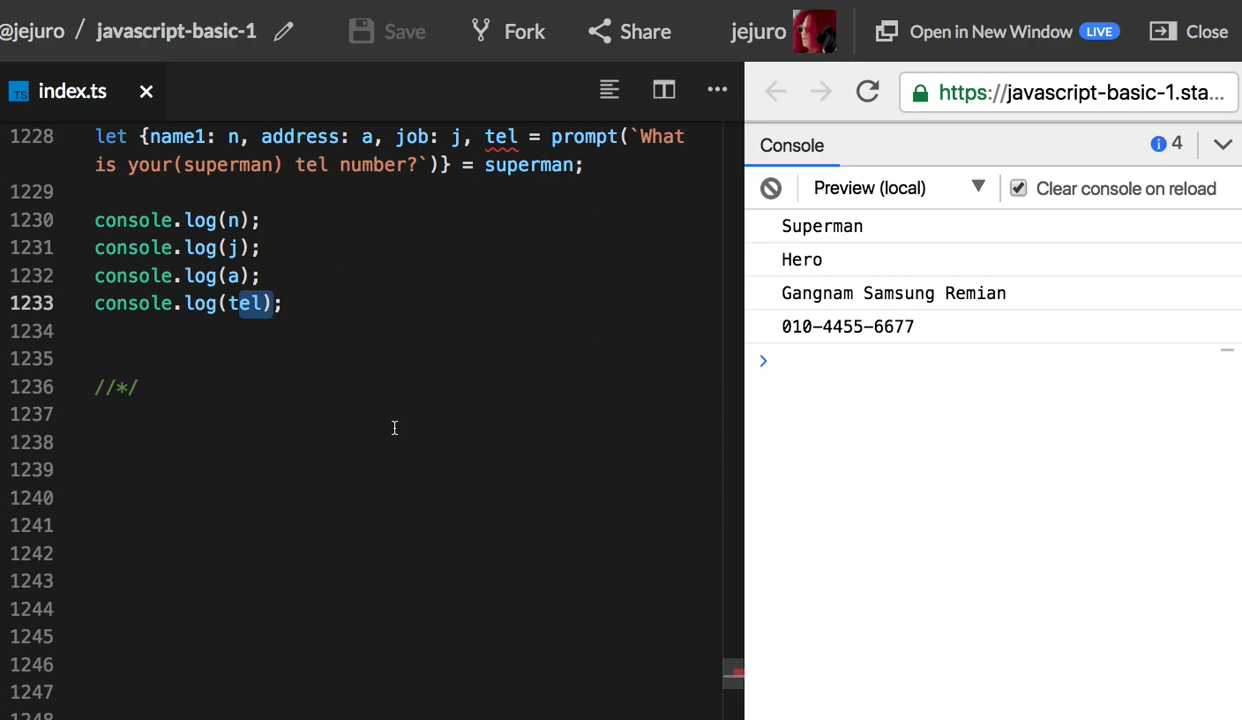 @jejuro / javascript-basic-1 Save Fork Share jejuro Open in New Window LIVE Close
TS index.ts ×
https://javascript-basic-1.sta...
1228 let {name1: n, address: a, job: j, tel = prompt(`What
is your(superman) tel number?`)} = superman;
1229
1230 console.log(n);
1231 console.log(j);
1232 console.log(a);
1233 console.log(tel);
1234
1235
1236 //*/
1237
1238
1239
1240
1241
1242
1243
1244
1245
1246
1247
1248
Console 4
Preview (local) Clear console on reload
Superman
Hero
Gangnam Samsung Remian
010-4455-6677